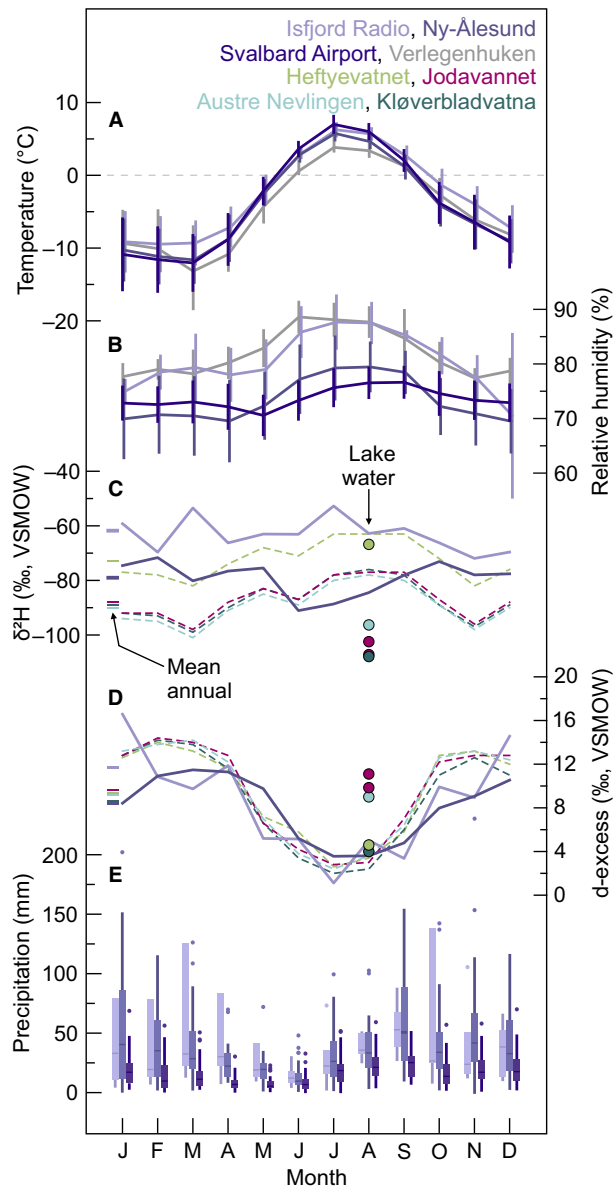 Isfjord Radio, Ny-Ålesund
Svalbard Airport, Verlegenhuken
Heftyevatnet, Jodavannet
Austre Nevlingen, Kløverbladvatna
A
Temperature (°C)
10
0
−10
−20
B
Relative humidity (%)
90
80
70
60
C
δ²H (‰, VSMOW)
−40
−60
−80
−100
Lake
water
Mean
annual
D
d-excess (‰, VSMOW)
20
16
12
8
4
0
E
Precipitation (mm)
200
150
100
50
0
J F M A M J J A S O N D
Month